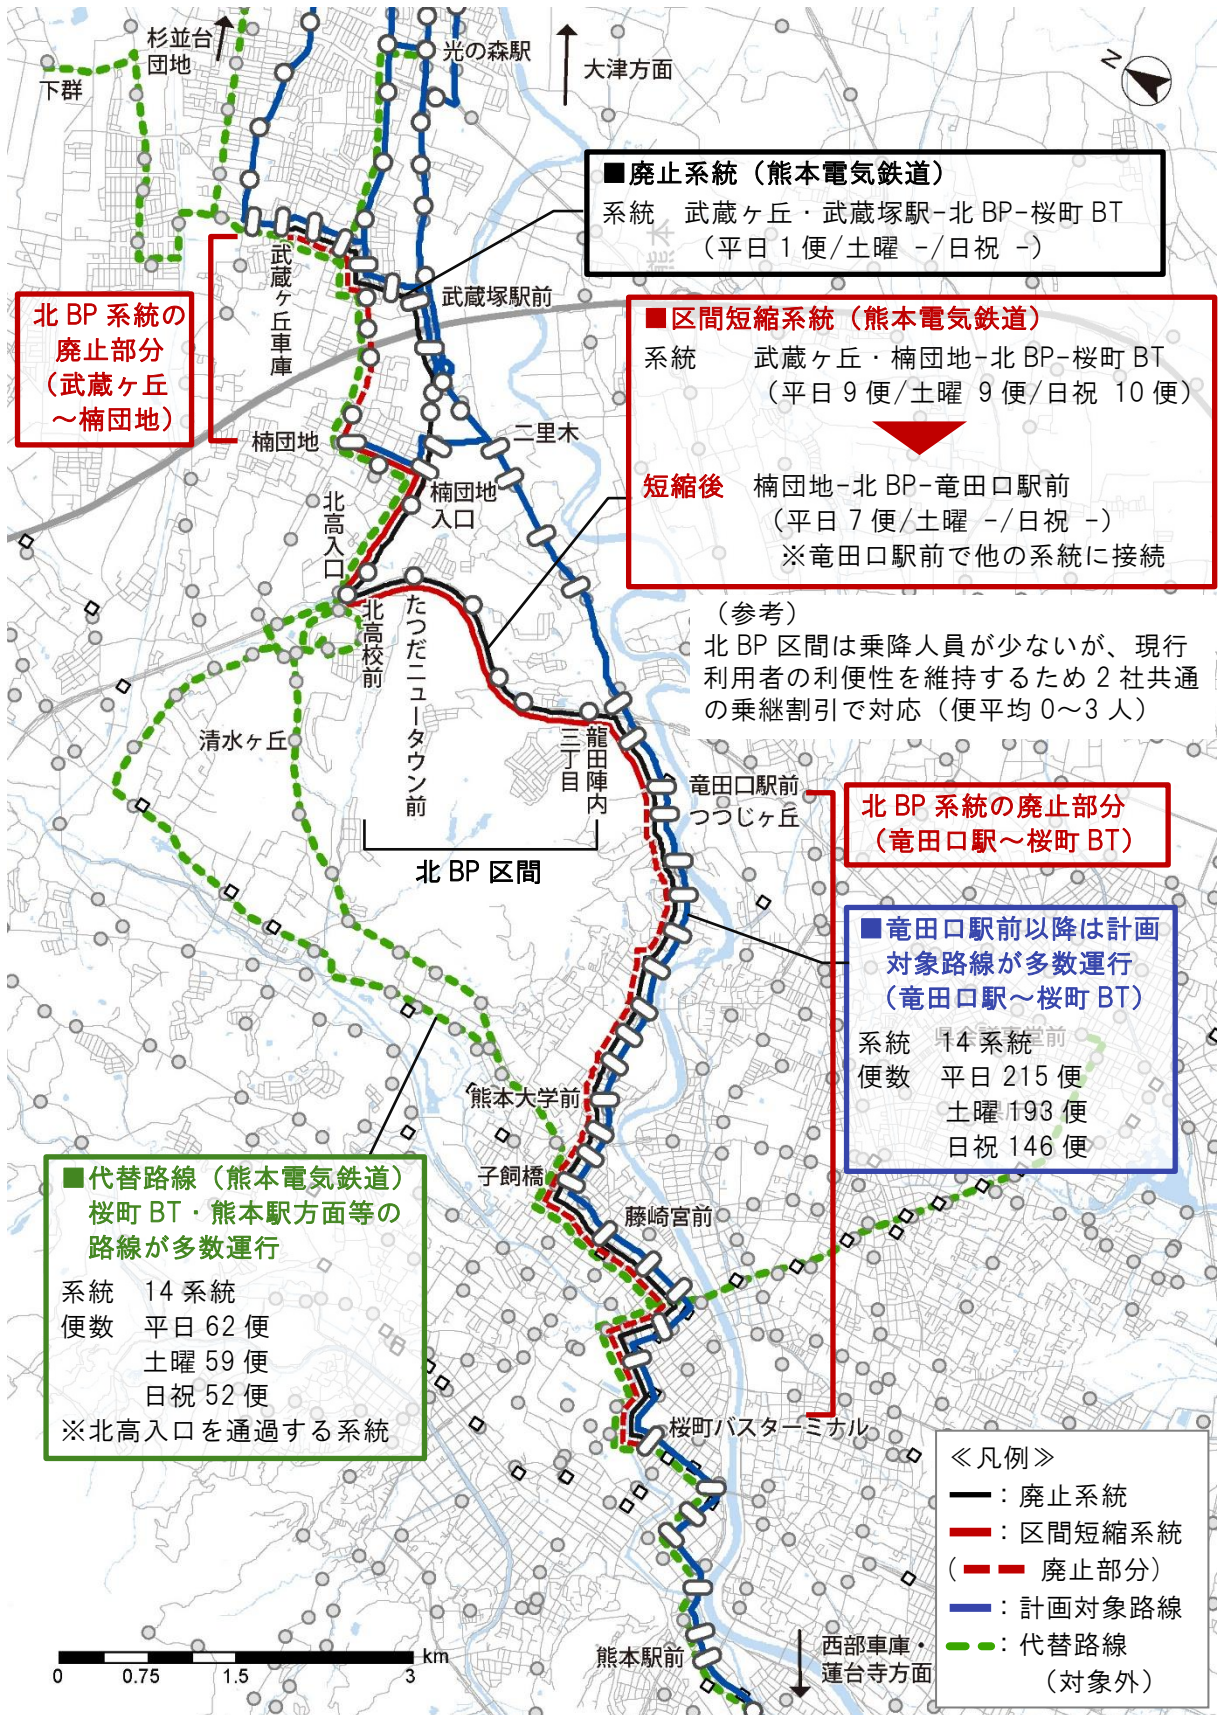 杉並台
団地
下群
光の森駅
大津方面
N
■廃止系統（熊本電気鉄道）
系統　武蔵ヶ丘・武蔵塚駅-北BP-桜町BT
（平日1便/土曜 -/日祝 -）
熊本
武蔵ヶ丘車庫
武蔵塚駅前
北BP系統の
廃止部分
（武蔵ヶ丘
～楠団地）
■区間短縮系統（熊本電気鉄道）
系統　武蔵ヶ丘・楠団地-北BP-桜町BT
（平日9便/土曜 9便/日祝 10便）
短縮後　楠団地-北BP-竜田口駅前
（平日7便/土曜 -/日祝 -）
※竜田口駅前で他の系統に接続
楠団地
二里木
楠団地
入口
北高入口
（参考）
北BP区間は乗降人員が少ないが、現行
利用者の利便性を維持するため2社共通
の乗継割引で対応（便平均0～3人）
北高校前
たつだニュータウン前
龍田陣内
三丁目
清水ヶ丘
北BP区間
竜田口駅前
つつじヶ丘
北BP系統の廃止部分
（竜田口駅～桜町BT）
■竜田口駅前以降は計画
対象路線が多数運行
（竜田口駅～桜町BT）
系統　14系統
便数　平日215便
土曜193便
日祝146便
熊本大学前
子飼橋
藤崎宮前
■代替路線（熊本電気鉄道）
桜町BT・熊本駅方面等の
路線が多数運行
系統　14系統
便数　平日62便
土曜59便
日祝52便
※北高入口を通過する系統
桜町バスターミナル
≪凡例≫
：廃止系統
：区間短縮系統
（　廃止部分）
：計画対象路線
：代替路線
（対象外）
熊本駅前
西部車庫・
蓮台寺方面
km
0 0.75 1.5 3